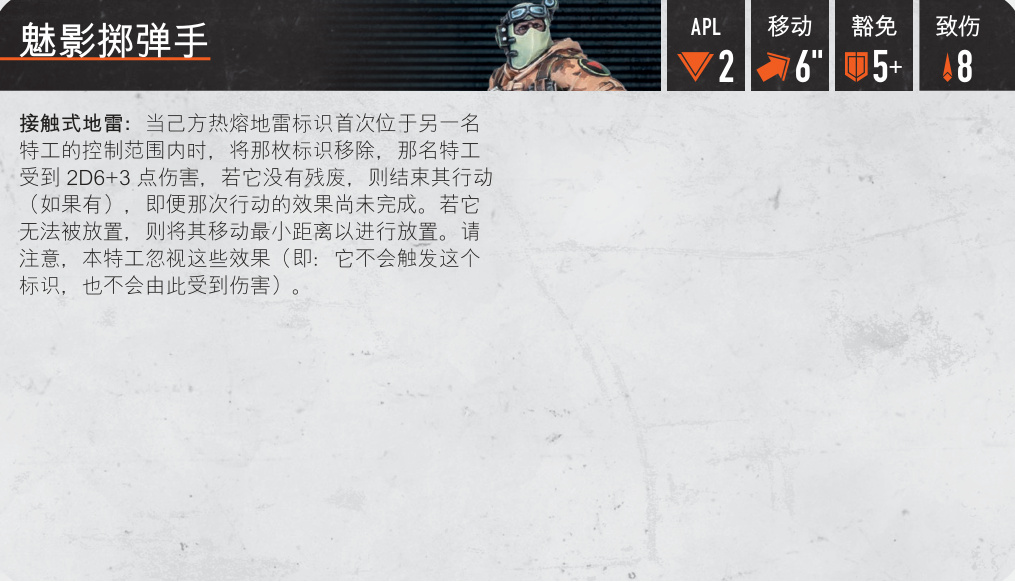 魅影掷弹手
APL
2
移动
6"
豁免
5+
致伤
8
接触式地雷：当己方热熔地雷标识首次位于另一名
特工的控制范围内时，将那枚标识移除，那名特工
受到 2D6+3 点伤害，若它没有残废，则结束其行动
（如果有），即便那次行动的效果尚未完成。若它
无法被放置，则将其移动最小距离以进行放置。请
注意，本特工忽视这些效果（即：它不会触发这个
标识，也不会由此受到伤害）。